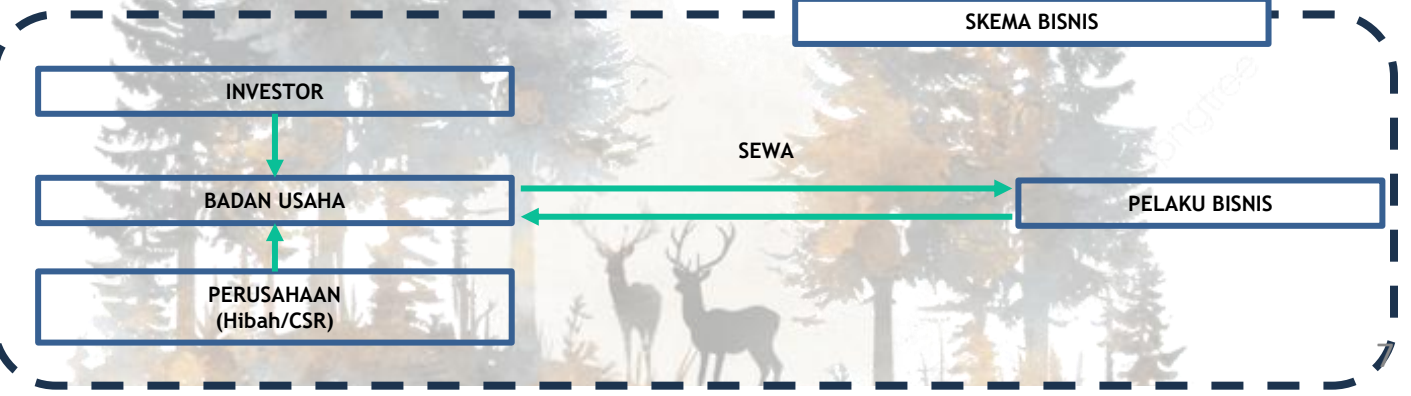 SKEMA BISNIS
INVESTOR
SEWA
BADAN USAHA
PELAKU BISNIS
PERUSAHAAN
(Hibah/CSR)
7